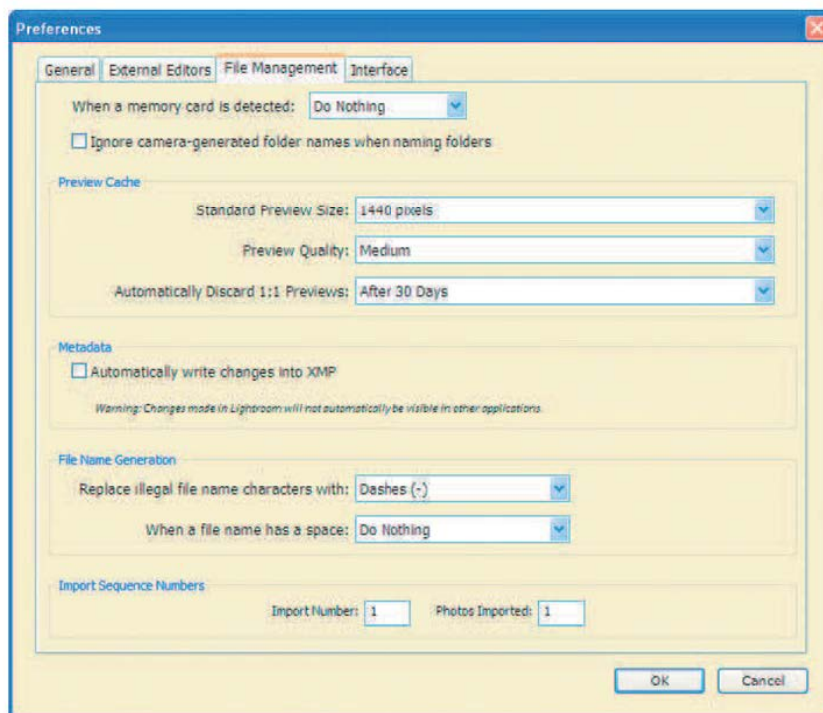 Preferences
General External Editors File Management Interface
When a memory card is detected: Do Nothing
Ignore camera-generated folder names when naming folders
Preview Cache
Standard Preview Size: 1440 pixels
Preview Quality: Medium
Automatically Discard 1:1 Previews: After 30 Days
Metadata
Automatically write changes into XMP
Warning: Changes made in Lightroom will not automatically be visible in other applications.
File Name Generation
Replace illegal file name characters with: Dashes (-)
When a file name has a space: Do Nothing
Import Sequence Numbers
Import Number: 1 Photos Imported: 1
OK Cancel